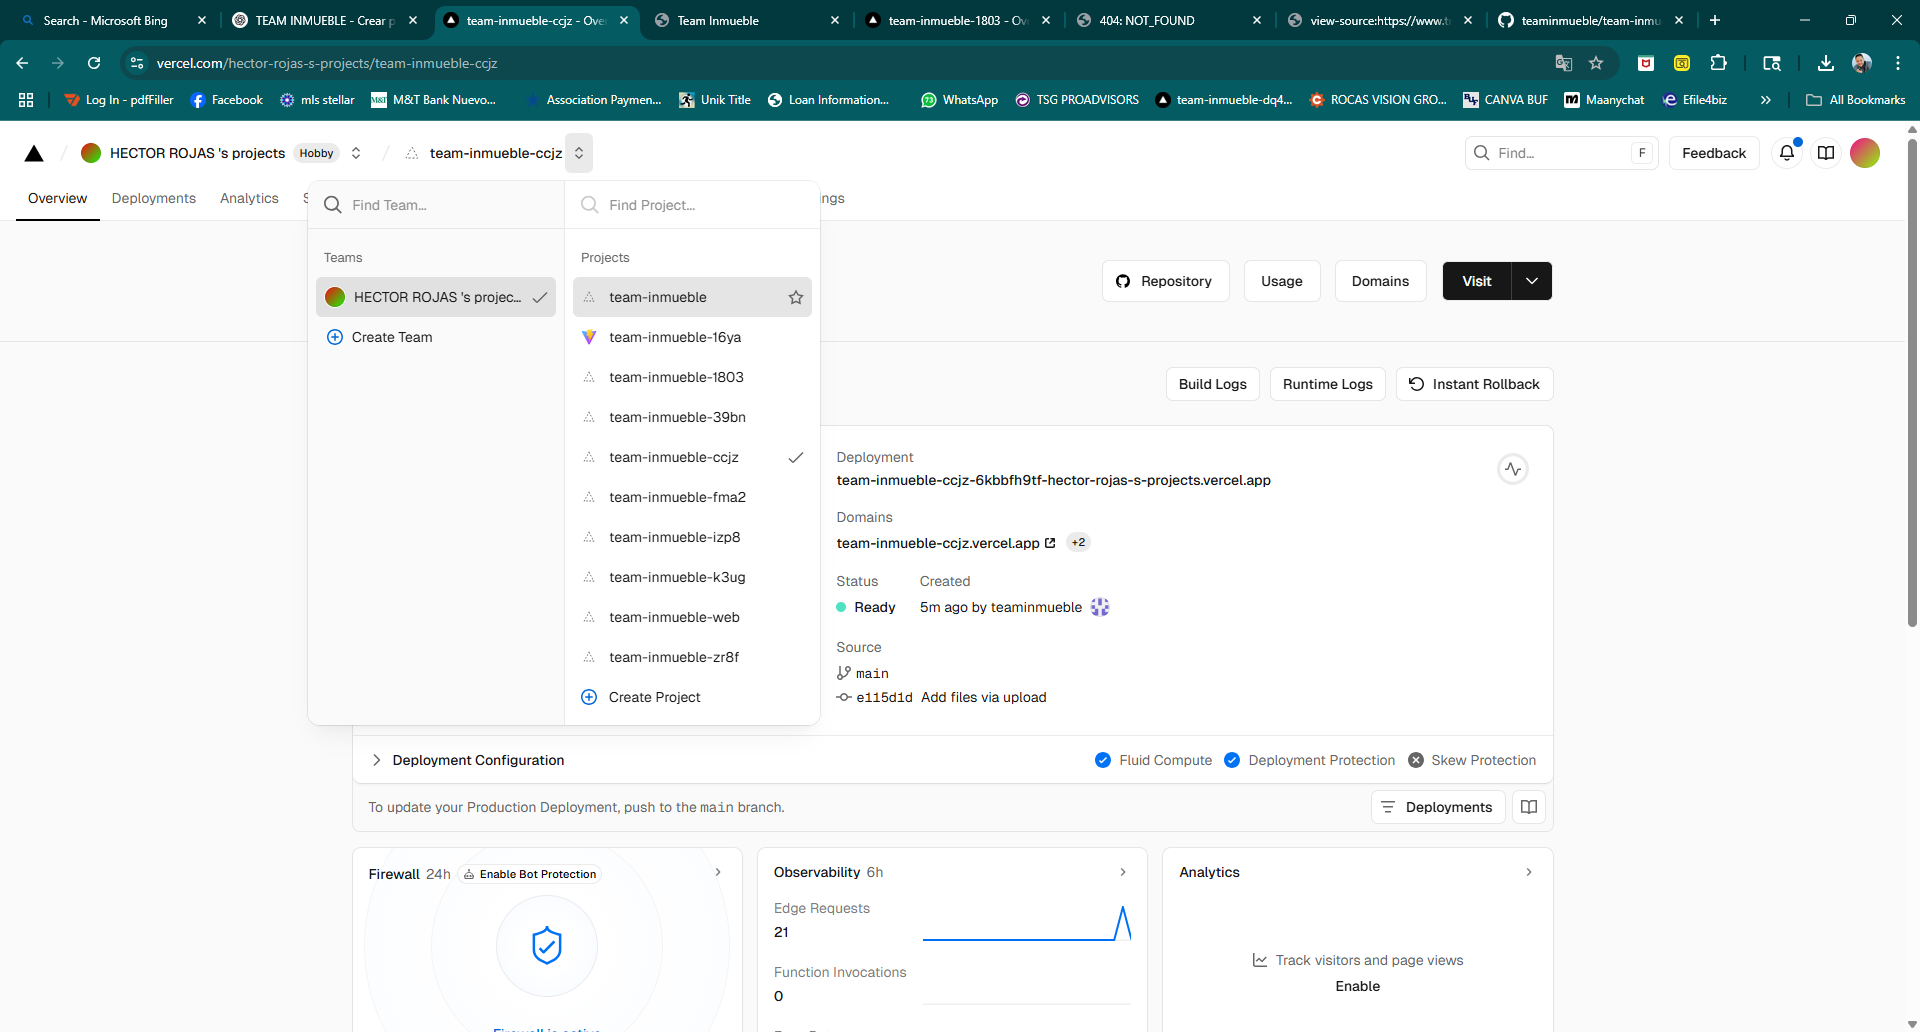 Search - Microsoft Bing
TEAM INMUEBLE - Crear p
team-inmueble-ccjz - Ove
Team Inmueble
team-inmueble-1803 - Ov
404: NOT_FOUND
view-source:https://www.t
teaminmueble/team-inmu
vercel.com/hector-rojas-s-projects/team-inmueble-ccjz
Log In - pdfFiller
Facebook
mls stellar
M&T Bank Nuevo...
Association Paymen...
Unik Title
Loan Information...
WhatsApp
TSG PROADVISORS
team-inmueble-dq4...
ROCAS VISION GRO...
CANVA BUF
Maanychat
Efile4biz
All Bookmarks
HECTOR ROJAS 's projects Hobby
team-inmueble-ccjz
Find... F
Feedback
Overview
Deployments
Analytics
S
ngs
Find Team...
Find Project...
Teams
HECTOR ROJAS 's projec...
Create Team
Projects
team-inmueble
team-inmueble-16ya
team-inmueble-1803
team-inmueble-39bn
team-inmueble-ccjz
team-inmueble-fma2
team-inmueble-izp8
team-inmueble-k3ug
team-inmueble-web
team-inmueble-zr8f
Create Project
Repository
Usage
Domains
Visit
Build Logs
Runtime Logs
Instant Rollback
Deployment
team-inmueble-ccjz-6kbbfh9tf-hector-rojas-s-projects.vercel.app
Domains
team-inmueble-ccjz.vercel.app +2
Status Created
Ready 5m ago by teaminmueble
Source
main
e115d1d Add files via upload
Deployment Configuration
Fluid Compute
Deployment Protection
Skew Protection
To update your Production Deployment, push to the main branch.
Deployments
Firewall 24h Enable Bot Protection
Firewall is active
Observability 6h
Edge Requests
21
Function Invocations
0
Analytics
Track visitors and page views
Enable